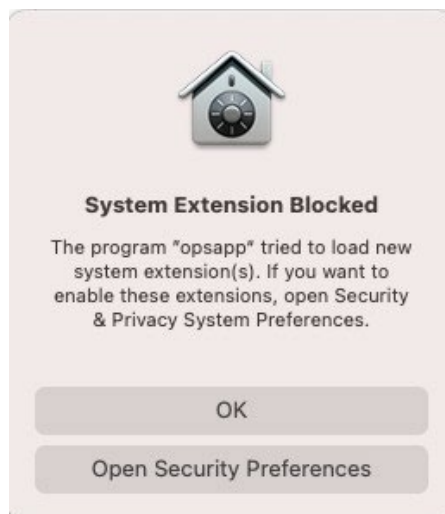 System Extension Blocked
The program "opsapp" tried to load new
system extension(s). If you want to
enable these extensions, open Security
& Privacy System Preferences.
OK
Open Security Preferences